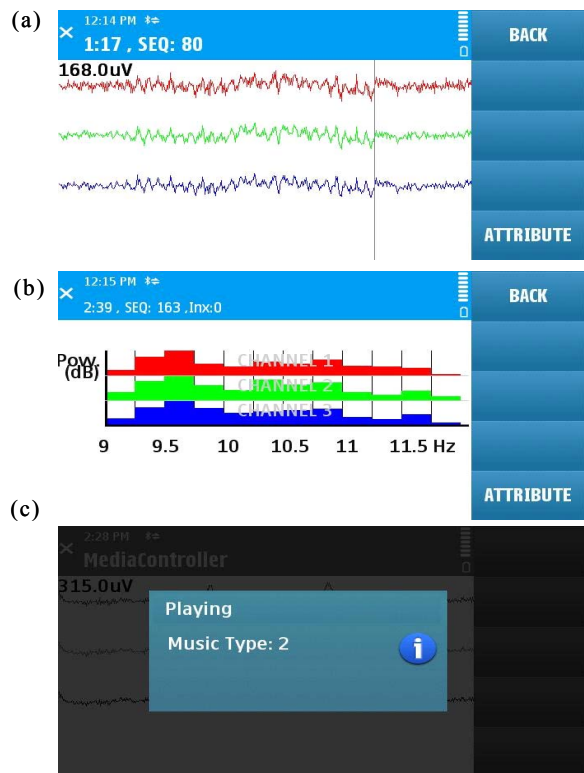 (a)
12:14 PM
1:17 , SEQ: 80
BACK
168.0uV
ATTRIBUTE
(b)
12:15 PM
2:39 , SEQ: 163 ,Inx:0
BACK
Pow.
(dB)
CHANNEL 1
CHANNEL 2
CHANNEL 3
9 9.5 10 10.5 11 11.5 Hz
ATTRIBUTE
(c)
2:28 PM
MediaController
315.0uV
Playing
Music Type: 2
i